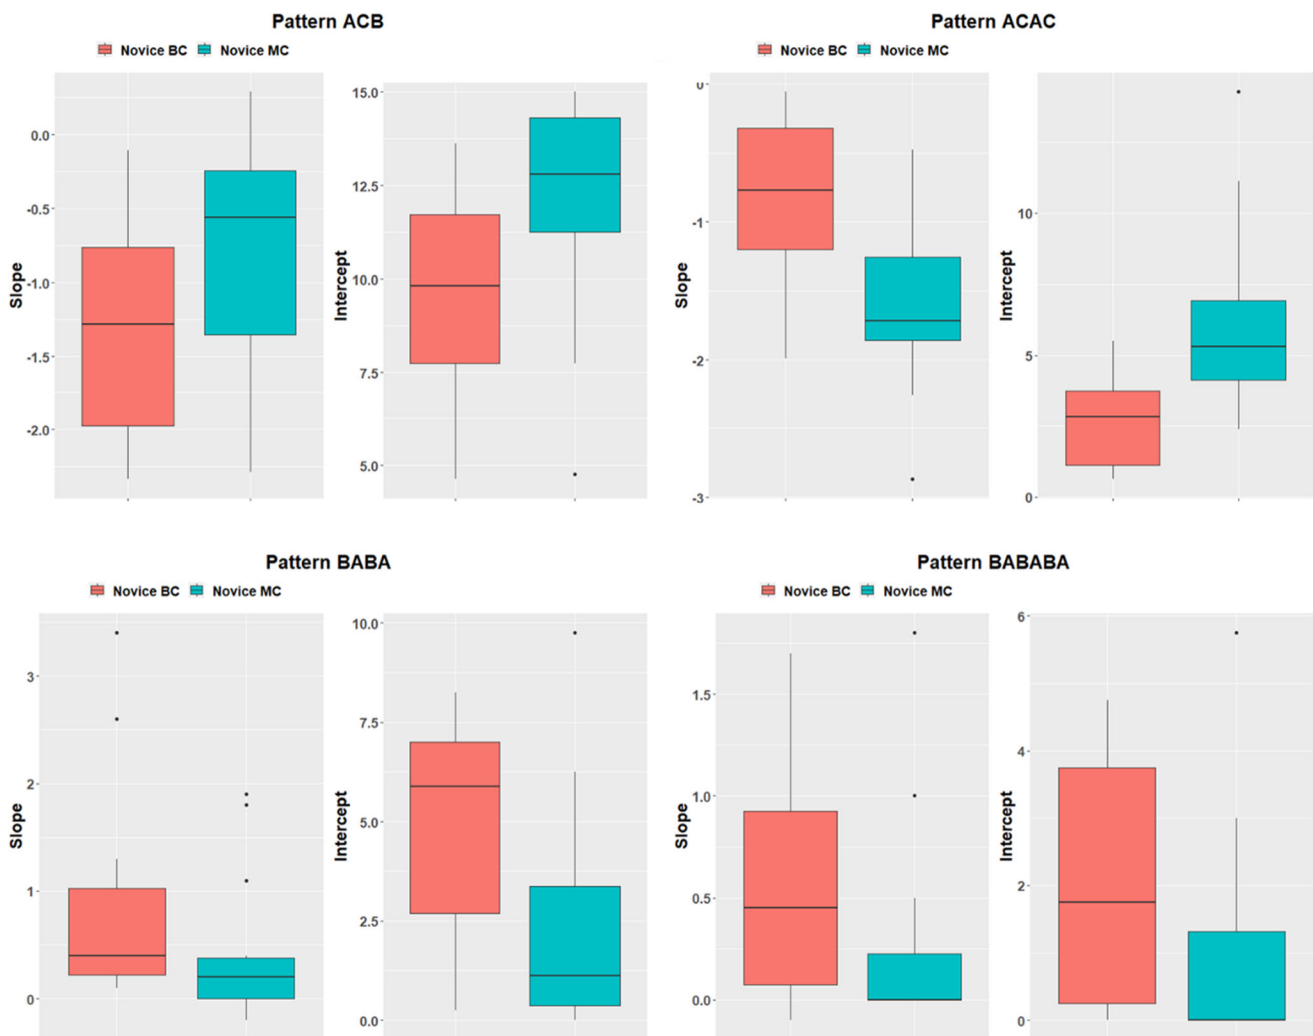 Pattern ACB
Novice BC Novice MC
Slope
0.0
-0.5
-1.0
-1.5
-2.0
Intercept
15.0
12.5
10.0
7.5
5.0
Pattern ACAC
Novice BC Novice MC
Slope
0
-1
-2
-3
Intercept
10
5
0
Pattern BABA
Novice BC Novice MC
Slope
3
2
1
0
Intercept
10.0
7.5
5.0
2.5
0.0
Pattern BABABA
Novice BC Novice MC
Slope
1.5
1.0
0.5
0.0
Intercept
6
4
2
0